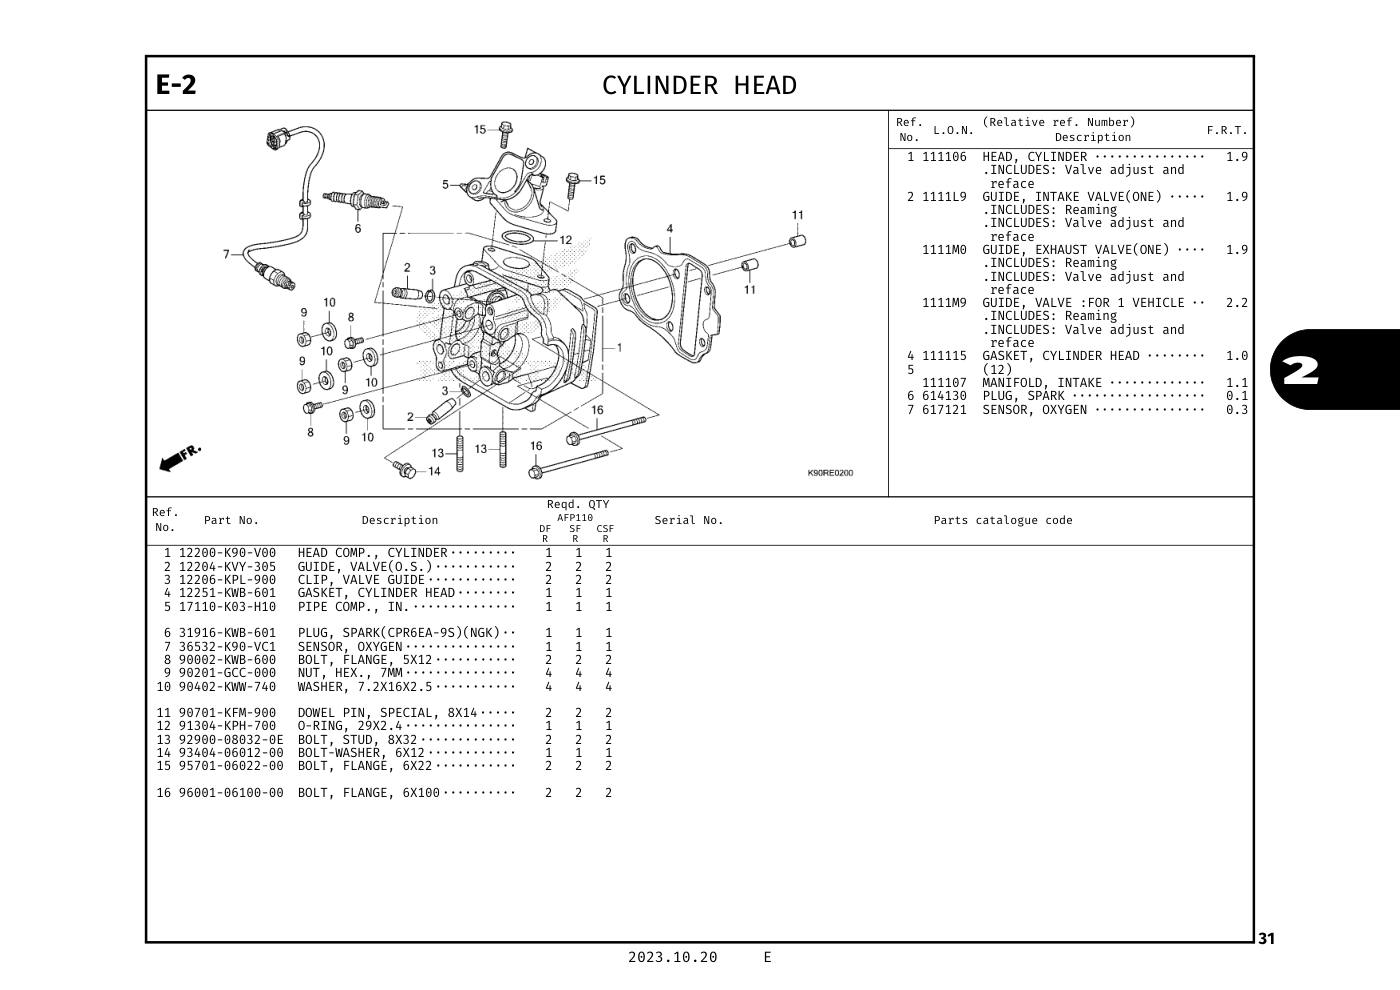 E-2
CYLINDER HEAD
15
5
15
6
7
12
4
11
11
2
3
9
10
8
10
9
9
10
1
3
2
8
9
10
16
13
13
16
14
FR.
K90RE0200
Ref. No. L.O.N. (Relative ref. Number) Description F.R.T.
1 111106 HEAD, CYLINDER ··············· 1.9
.INCLUDES: Valve adjust and
reface
2 1111L9 GUIDE, INTAKE VALVE(ONE) ····· 1.9
.INCLUDES: Reaming
.INCLUDES: Valve adjust and
reface
1111M0 GUIDE, EXHAUST VALVE(ONE) ···· 1.9
.INCLUDES: Reaming
.INCLUDES: Valve adjust and
reface
1111M9 GUIDE, VALVE :FOR 1 VEHICLE ·· 2.2
.INCLUDES: Reaming
.INCLUDES: Valve adjust and
reface
4 111115 GASKET, CYLINDER HEAD ········ 1.0
5 (12)
111107 MANIFOLD, INTAKE ············· 1.1
6 614130 PLUG, SPARK ·················· 0.1
7 617121 SENSOR, OXYGEN ··············· 0.3
2
Ref. No. Part No. Description Reqd. QTY Serial No. Parts catalogue code
AFP110
DF SF CSF
R R R
1 12200-K90-V00 HEAD COMP., CYLINDER········· 1 1 1
2 12204-KVY-305 GUIDE, VALVE(O.S.)··········· 2 2 2
3 12206-KPL-900 CLIP, VALVE GUIDE············ 2 2 2
4 12251-KWB-601 GASKET, CYLINDER HEAD········ 1 1 1
5 17110-K03-H10 PIPE COMP., IN.·············· 1 1 1
6 31916-KWB-601 PLUG, SPARK(CPR6EA-9S)(NGK)·· 1 1 1
7 36532-K90-VC1 SENSOR, OXYGEN··············· 1 1 1
8 90002-KWB-600 BOLT, FLANGE, 5X12··········· 2 2 2
9 90201-GCC-000 NUT, HEX., 7MM··············· 4 4 4
10 90402-KWW-740 WASHER, 7.2X16X2.5··········· 4 4 4
11 90701-KFM-900 DOWEL PIN, SPECIAL, 8X14····· 2 2 2
12 91304-KPH-700 O-RING, 29X2.4··············· 1 1 1
13 92900-08032-0E BOLT, STUD, 8X32············· 2 2 2
14 93404-06012-00 BOLT-WASHER, 6X12············ 1 1 1
15 95701-06022-00 BOLT, FLANGE, 6X22··········· 2 2 2
16 96001-06100-00 BOLT, FLANGE, 6X100·········· 2 2 2
31
2023.10.20 E